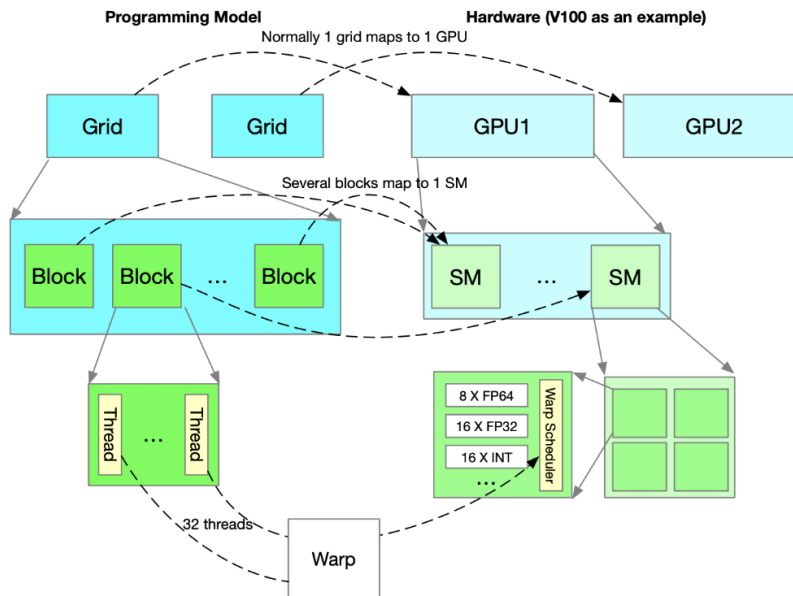 Programming Model
Hardware (V100 as an example)
Normally 1 grid maps to 1 GPU
Grid
Grid
GPU1
GPU2
Several blocks map to 1 SM
Block
Block
...
Block
SM
...
SM
Thread
...
Thread
8 X FP64
16 X FP32
16 X INT
...
Warp Scheduler
32 threads
Warp